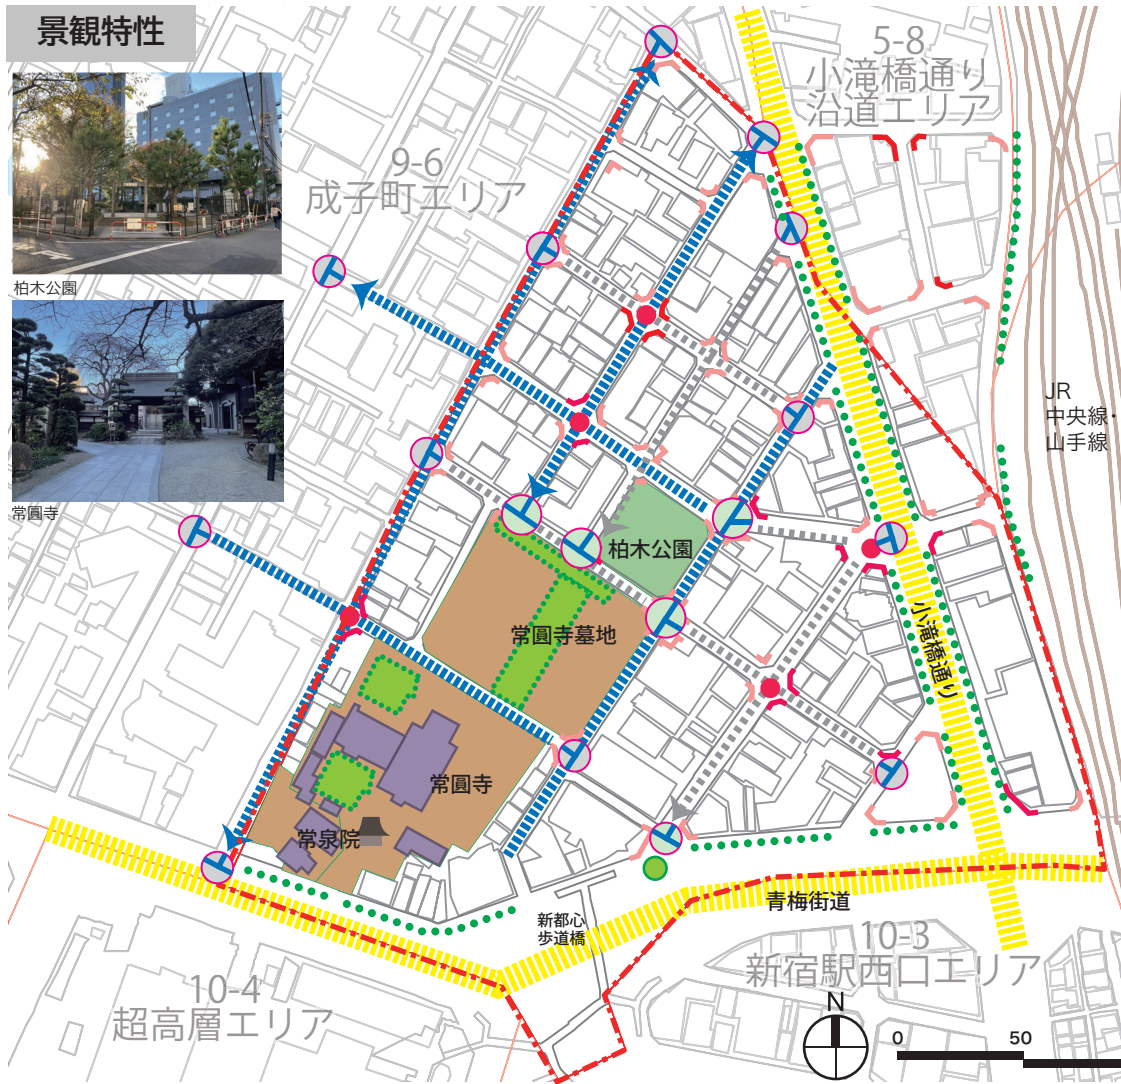 景観特性
5-8
小滝橋通り
沿道エリア
9-6
成子町エリア
柏木公園
常圓寺
JR
中央線・
山手線
柏木公園
常圓寺墓地
小滝橋通り
常圓寺
常泉院
青梅街道
新都心
歩道橋
10-3
新宿駅西口エリア
10-4
超高層エリア
N
0
50